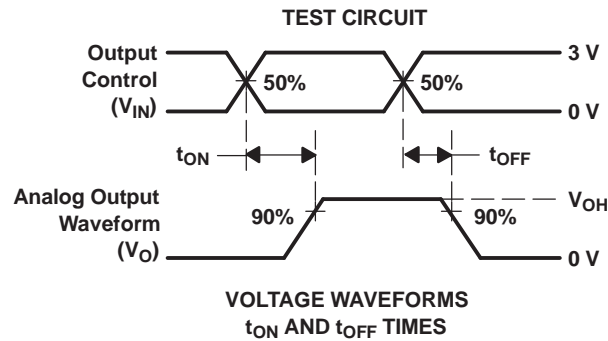 TEST CIRCUIT
Output
Control
(VIN)
50%
50%
3 V
0 V
tON
tOFF
Analog Output
Waveform
(VO)
90%
90%
VOH
0 V
VOLTAGE WAVEFORMS
tON AND tOFF TIMES